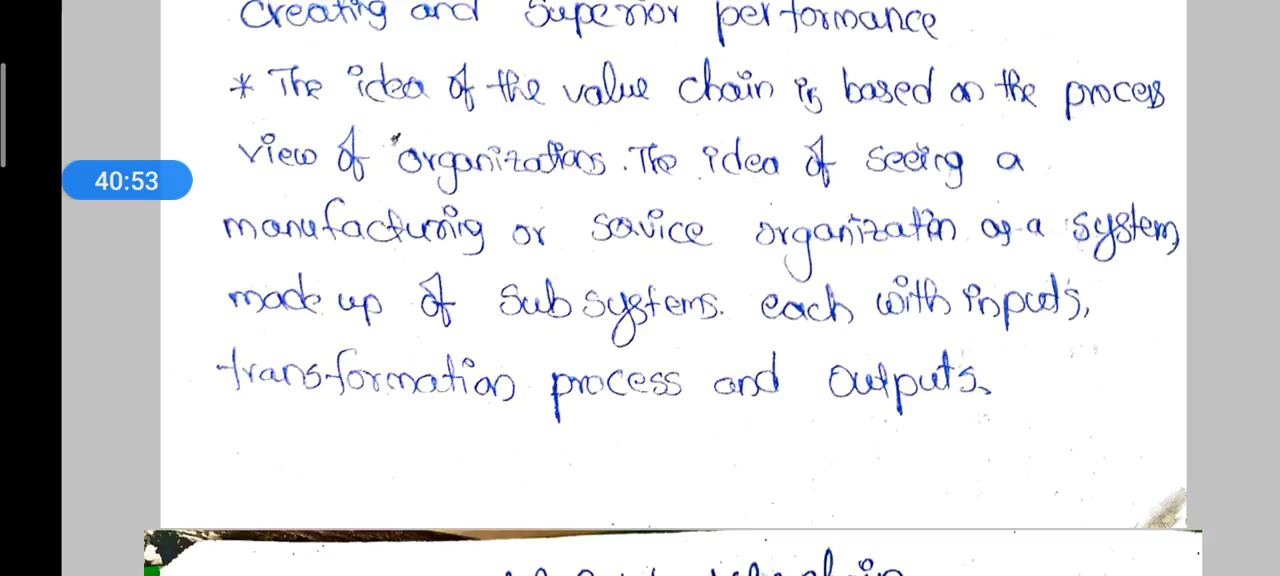 Creating and Superior performance
* The idea of the value chain is based on the process
view of organizations. The idea of seeing a
40:53
manufacturing or service organization as a system,
made up of subsystems. each with inputs,
transformation process and outputs.